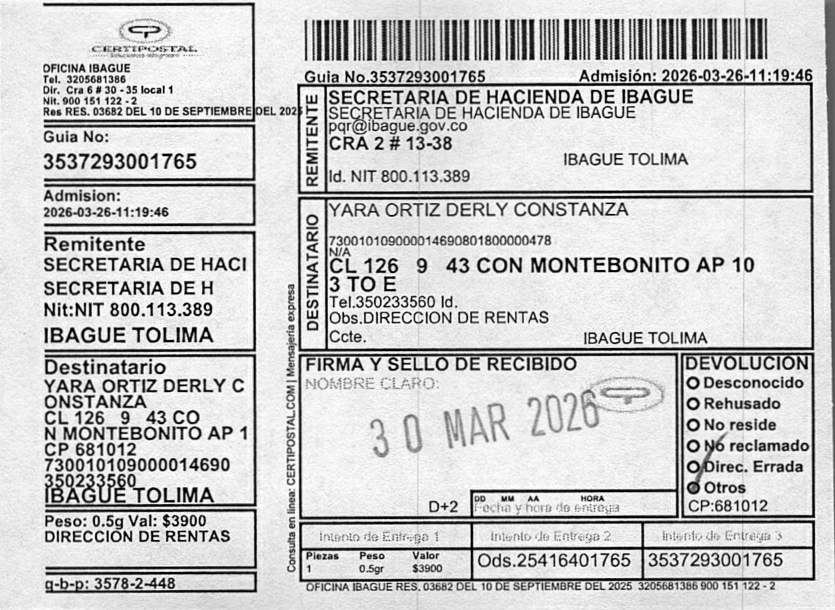 CERTIPOSTAL
OFICINA IBAGUE
Tel. 3205681386
Dir. Cra 6 # 30 - 35 local 1
Nit. 900 151 122 - 2
Res RES. 03682 DEL 10 DE SEPTIEMBRE DEL 2025
Guia No:
3537293001765
Admision:
2026-03-26-11:19:46
Remitente
SECRETARIA DE HACI
SECRETARIA DE H
Nit:NIT 800.113.389
IBAGUE TOLIMA
Destinatario
YARA ORTIZ DERLY C
ONSTANZA
CL 126 9 43 CO
N MONTEBONITO AP 1
CP 681012
730010109000014690
350233560
IBAGUE TOLIMA
Peso: 0.5g Val: $3900
DIRECCION DE RENTAS
q-b-p: 3578-2-448
Consulta en linea: CERTIPOSTAL.COM | Mensajería expresa
Guia No.3537293001765
Admisión: 2026-03-26-11:19:46
REMITENTE
SECRETARIA DE HACIENDA DE IBAGUE
SECRETARIA DE HACIENDA DE IBAGUE
pqr@ibague.gov.co
CRA 2 # 13-38
IBAGUE TOLIMA
Id. NIT 800.113.389
DESTINATARIO
YARA ORTIZ DERLY CONSTANZA
730010109000014690801800000478
N/A
CL 126 9 43 CON MONTEBONITO AP 10
3 TO E
Tel.350233560 Id.
Obs.DIRECCION DE RENTAS
Ccte.
IBAGUE TOLIMA
FIRMA Y SELLO DE RECIBIDO
NOMBRE CLARO:
30 MAR 2026
D+2
DD MM AA HORA
Fecha y hora de entrega
DEVOLUCIÓN
Desconocido
Rehusado
No reside
No reclamado
Direc. Errada
Otros
CP:681012
Intento de Entrega 1
Intento de Entrega 2
Intento de Entrega 3
Piezas Peso Valor
1 0.5gr $3900
Ods.25416401765
3537293001765
OFICINA IBAGUE RES. 03682 DEL 10 DE SEPTIEMBRE DEL 2025 3205681386 900 151 122 - 2